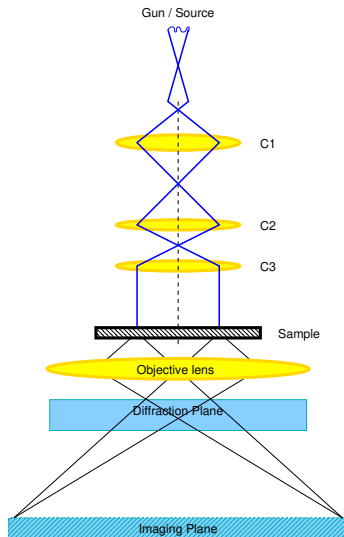 Gun / Source
C1
C2
C3
Sample
Objective lens
Diffraction Plane
Imaging Plane